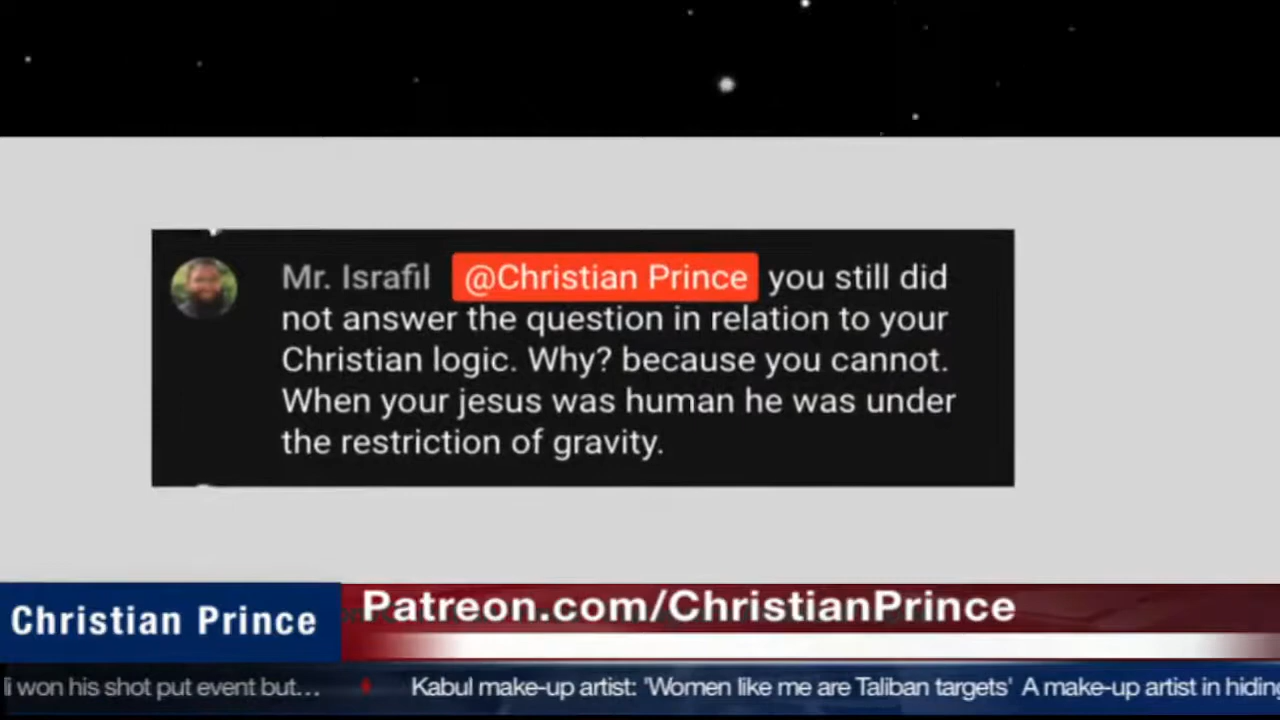 Mr. Israfil @Christian Prince you still did
not answer the question in relation to your
Christian logic. Why? because you cannot.
When your jesus was human he was under
the restriction of gravity.
Christian Prince
Patreon.com/ChristianPrince
i won his shot put event but... Kabul make-up artist: 'Women like me are Taliban targets' A make-up artist in hiding